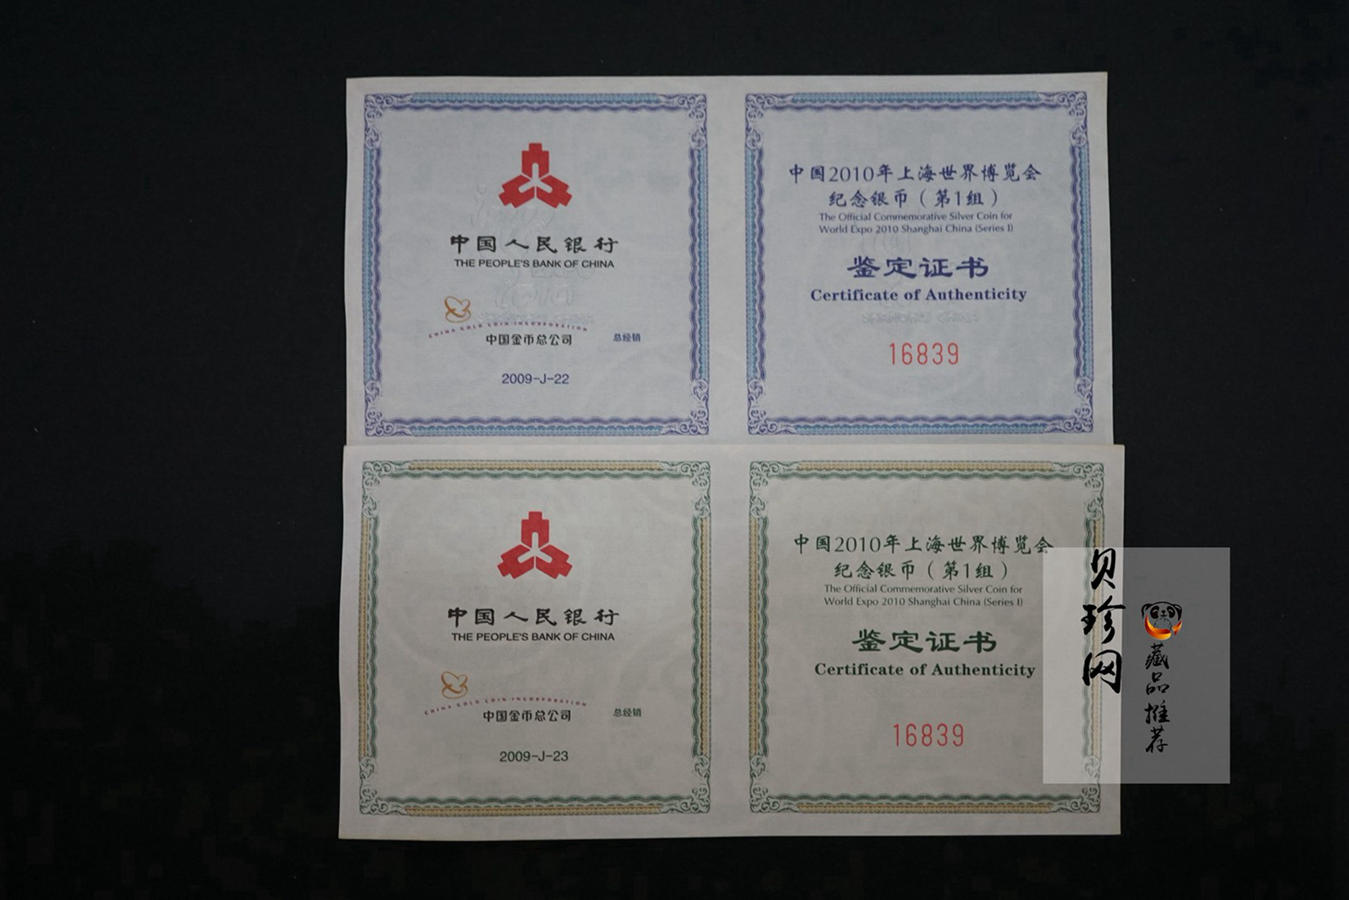 中国人民银行
THE PEOPLE'S BANK OF CHINA
CHINA GOLD COIN INCORPORATION
中国金币总公司
总经销
2009-J-22
中国2010年上海世界博览会
纪念银币（第1组）
The Official Commemorative Silver Coin for
World Expo 2010 Shanghai China (Series I)
鉴定证书
Certificate of Authenticity
16839
中国人民银行
THE PEOPLE'S BANK OF CHINA
CHINA GOLD COIN INCORPORATION
中国金币总公司
总经销
2009-J-23
中国2010年上海世界博览会
纪念银币（第1组）
The Official Commemorative Silver Coin for
World Expo 2010 Shanghai China (Series I)
鉴定证书
Certificate of Authenticity
16839
贝珍网
藏品推荐